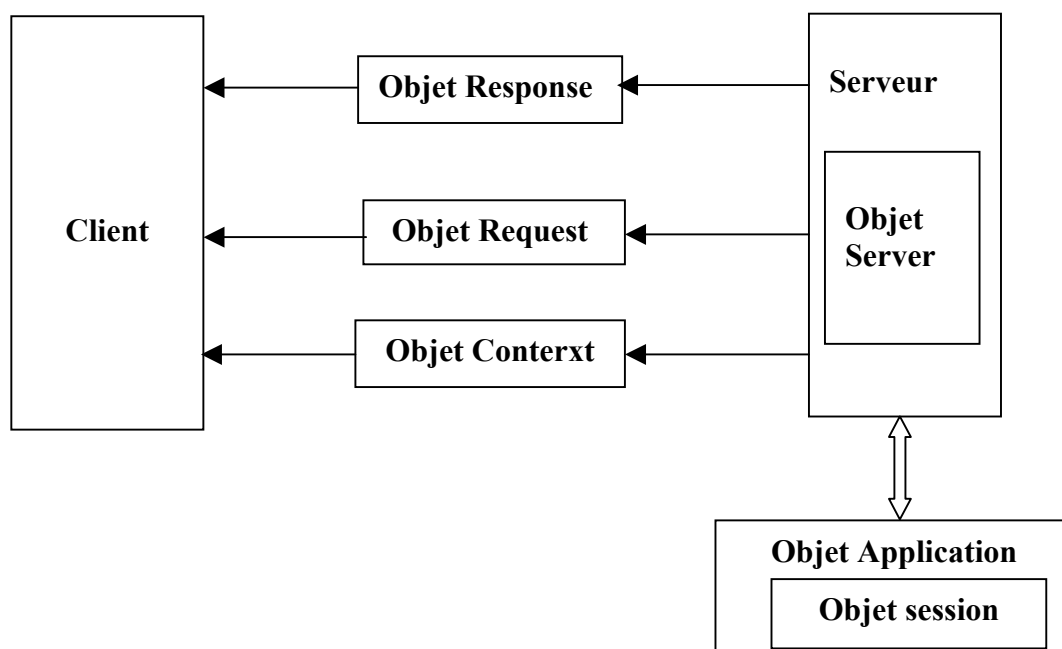 Objet Response
Serveur
Client
Objet Request
Objet
Server
Objet Conterxt
Objet Application
Objet session